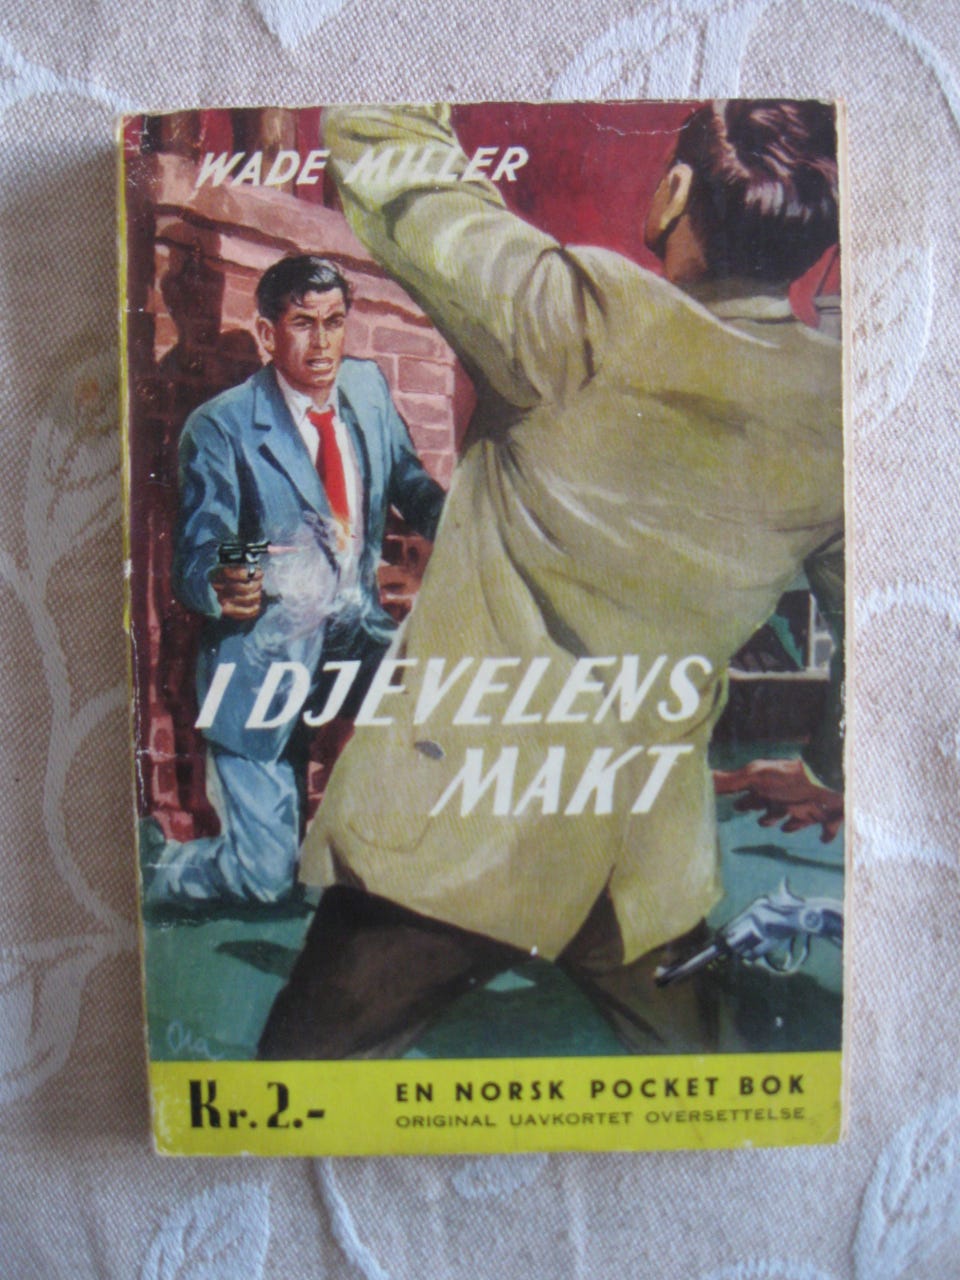 WADE MILLER
I DJEVELENS
MAKT
Kr. 2.-
EN NORSK POCKET BOK
ORIGINAL UAVKORTET OVERSETTELSE